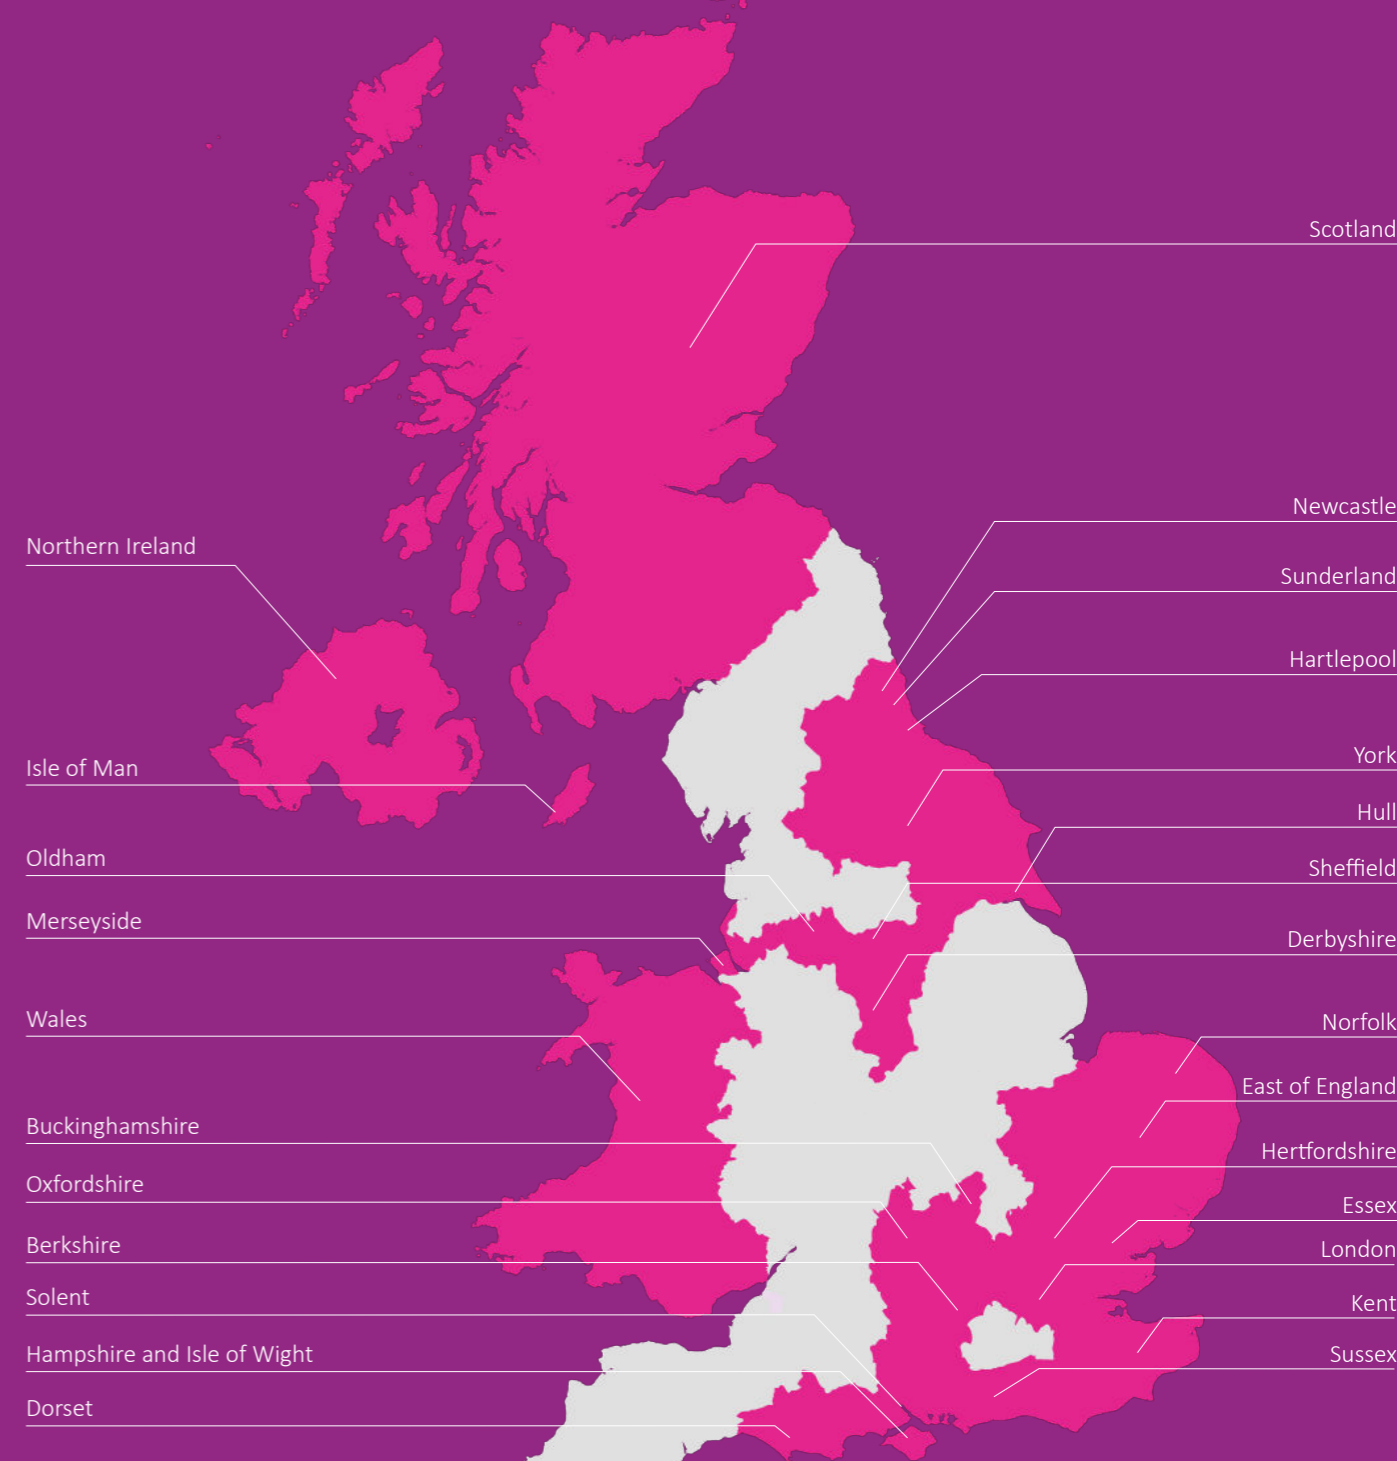 Scotland
Newcastle
Northern Ireland
Sunderland
Hartlepool
York
Isle of Man
Hull
Oldham
Sheffield
Merseyside
Derbyshire
Wales
Norfolk
East of England
Buckinghamshire
Hertfordshire
Oxfordshire
Essex
Berkshire
London
Solent
Kent
Hampshire and Isle of Wight
Sussex
Dorset